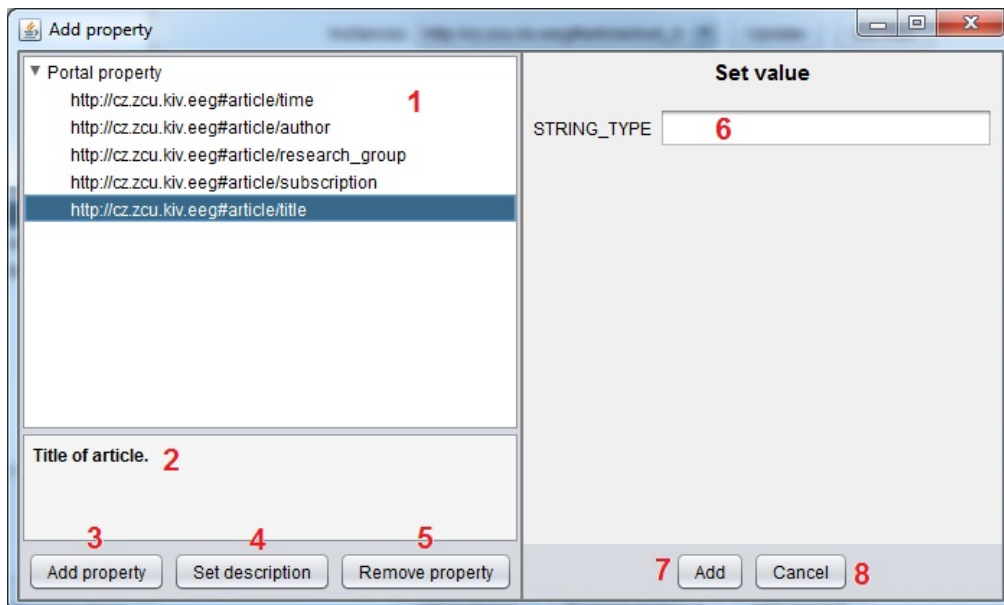 Add property
Portal property
http://cz.zcu.kiv.eeg#article/time
1
http://cz.zcu.kiv.eeg#article/author
http://cz.zcu.kiv.eeg#article/research_group
http://cz.zcu.kiv.eeg#article/subscription
http://cz.zcu.kiv.eeg#article/title
Title of article. 2
3 4 5
Add property Set description Remove property
Set value
STRING_TYPE 6
7 Add Cancel 8